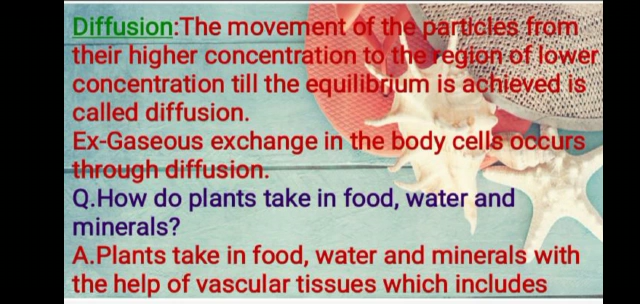 Diffusion:The movement of the particles from
their higher concentration to the region of lower
concentration till the equilibrium is achieved is
called diffusion.
Ex-Gaseous exchange in the body cells occurs
through diffusion.
Q.How do plants take in food, water and
minerals?
A.Plants take in food, water and minerals with
the help of vascular tissues which includes